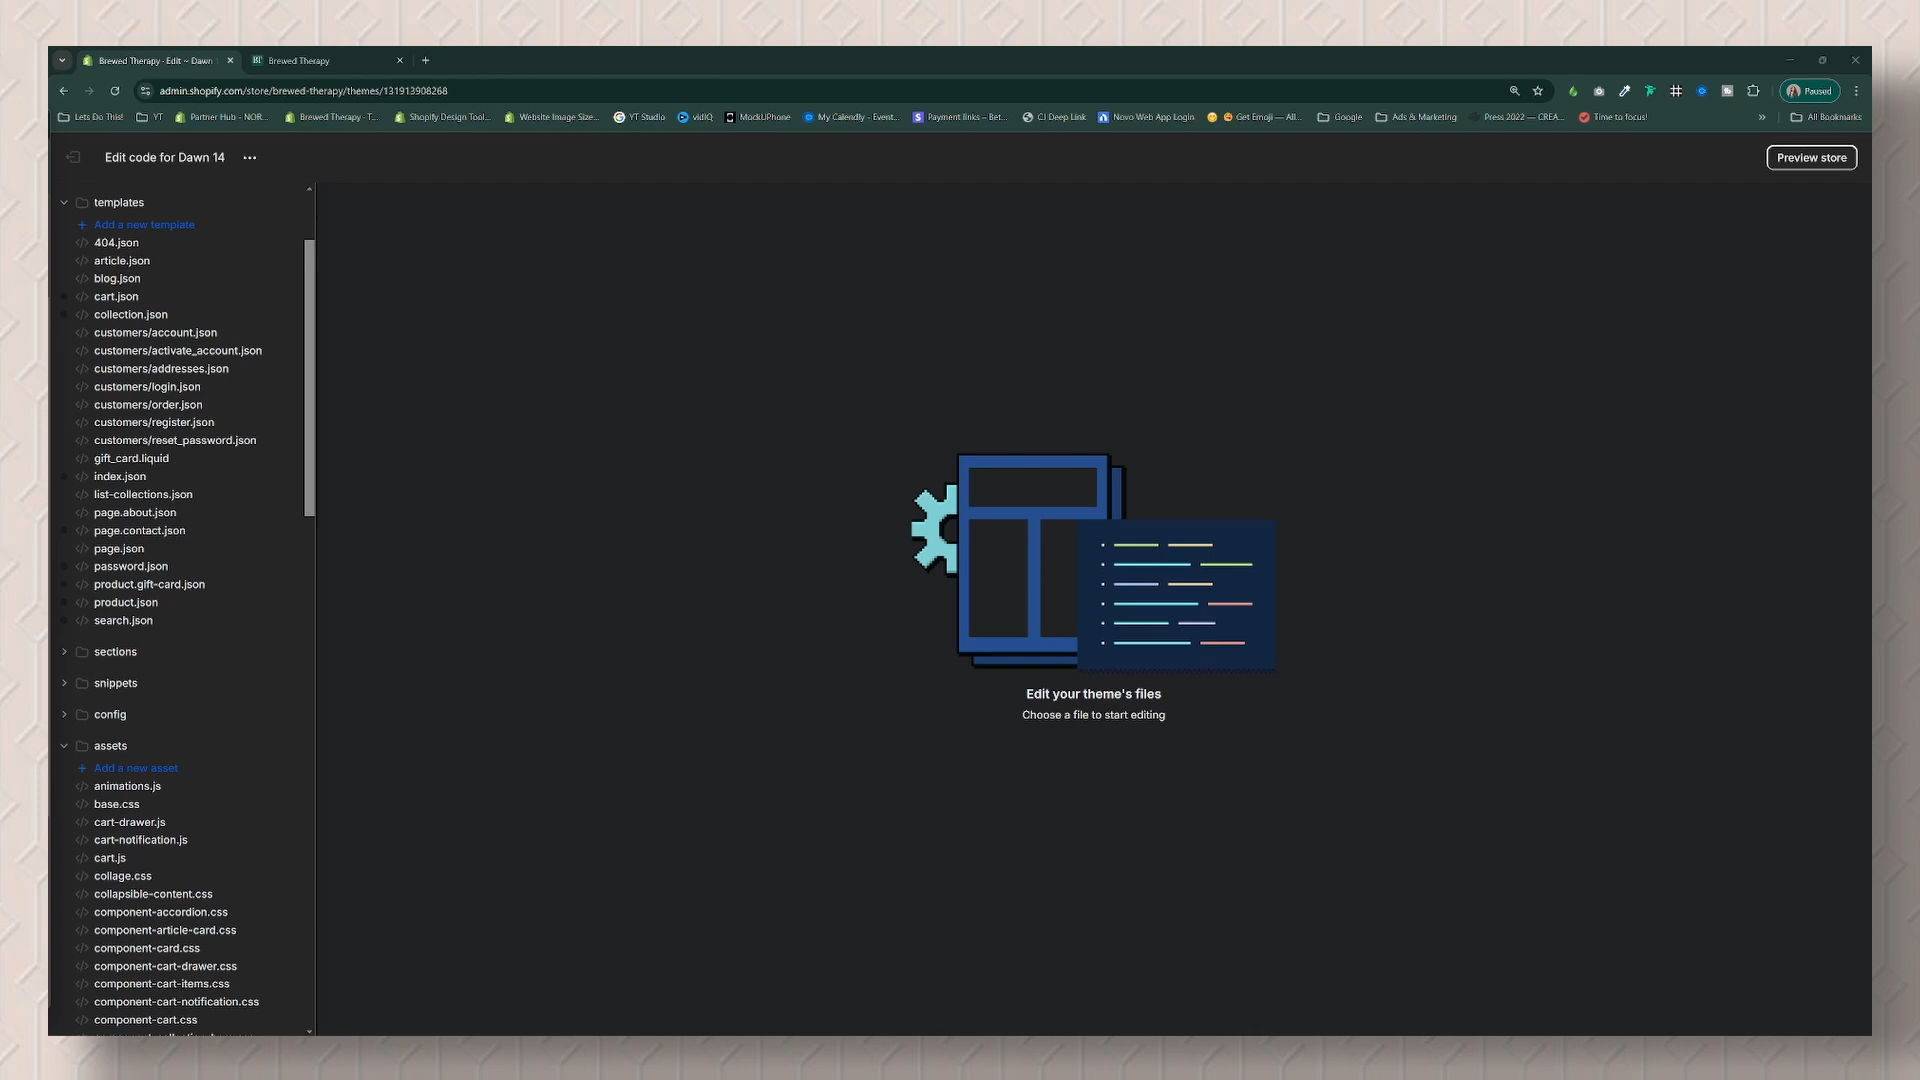 Brewed Therapy · Edit ~ Dawn
Brewed Therapy
admin.shopify.com/store/brewed-therapy/themes/131913908268
Paused
Lets Do This!
YT
Partner Hub - NOR...
Brewed Therapy - T...
Shopify Design Tool...
Website Image Size...
YT Studio
vidIQ
MockUPhone
My Calendly - Event...
Payment links – Bet...
CJ Deep Link
Novo Web App Login
Get Emoji — All...
Google
Ads & Marketing
Press 2022 — CREA...
Time to focus!
»
All Bookmarks
Edit code for Dawn 14
Preview store
templates
Add a new template
404.json
article.json
blog.json
cart.json
collection.json
customers/account.json
customers/activate_account.json
customers/addresses.json
customers/login.json
customers/order.json
customers/register.json
customers/reset_password.json
gift_card.liquid
index.json
list-collections.json
page.about.json
page.contact.json
page.json
password.json
product.gift-card.json
product.json
search.json
sections
snippets
config
assets
Add a new asset
animations.js
base.css
cart-drawer.js
cart-notification.js
cart.js
collage.css
collapsible-content.css
component-accordion.css
component-article-card.css
component-card.css
component-cart-drawer.css
component-cart-items.css
component-cart-notification.css
component-cart.css
Edit your theme's files
Choose a file to start editing